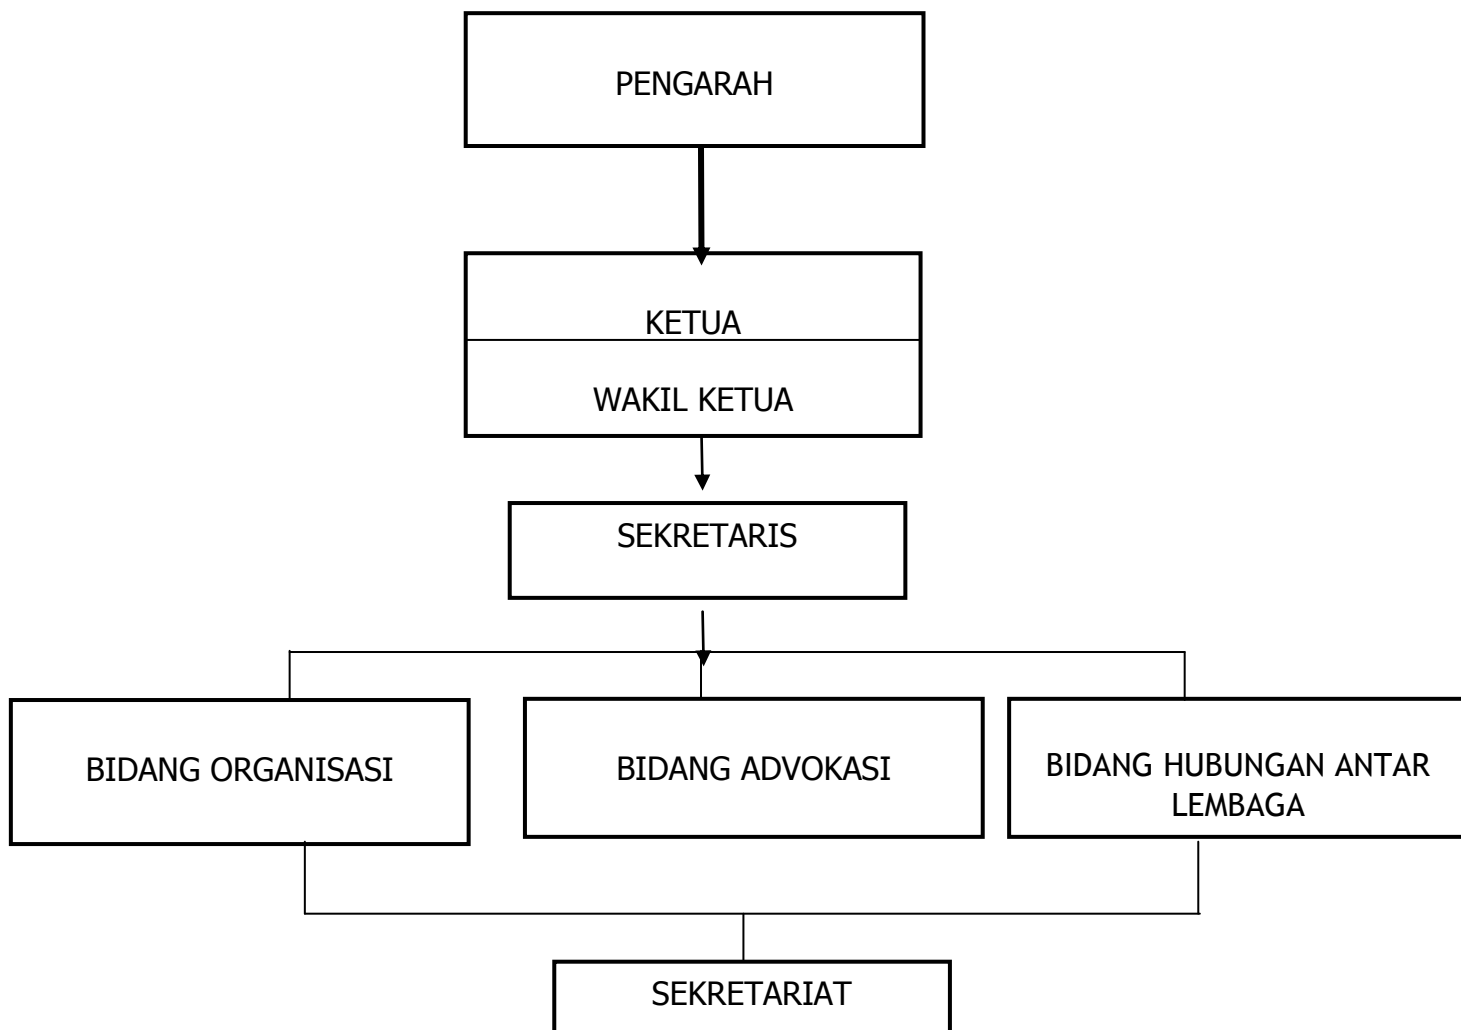 PENGARAH
KETUA
WAKIL KETUA
SEKRETARIS
BIDANG ORGANISASI
BIDANG ADVOKASI
BIDANG HUBUNGAN ANTAR
LEMBAGA
SEKRETARIAT